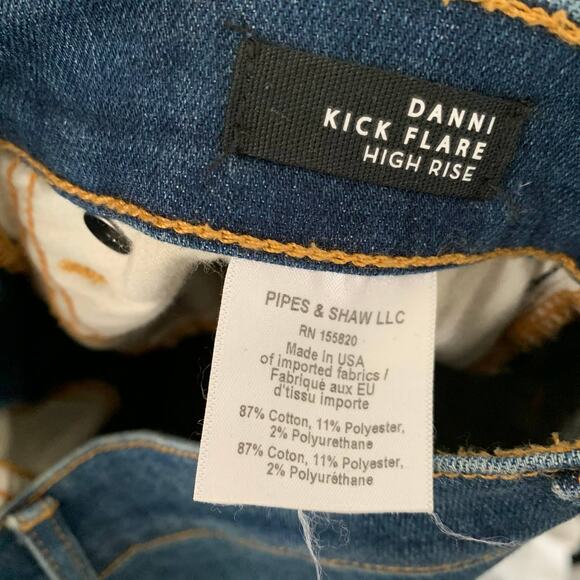 DANNI
KICK FLARE
HIGH RISE
PIPES & SHAW LLC
RN 155820
Made in USA
of imported fabrics /
Fabriqué aux EU
d'tissu importe
87% Cotton, 11% Polyester,
2% Polyurethane
87% Coton, 11% Polyester,
2% Polyuréthane